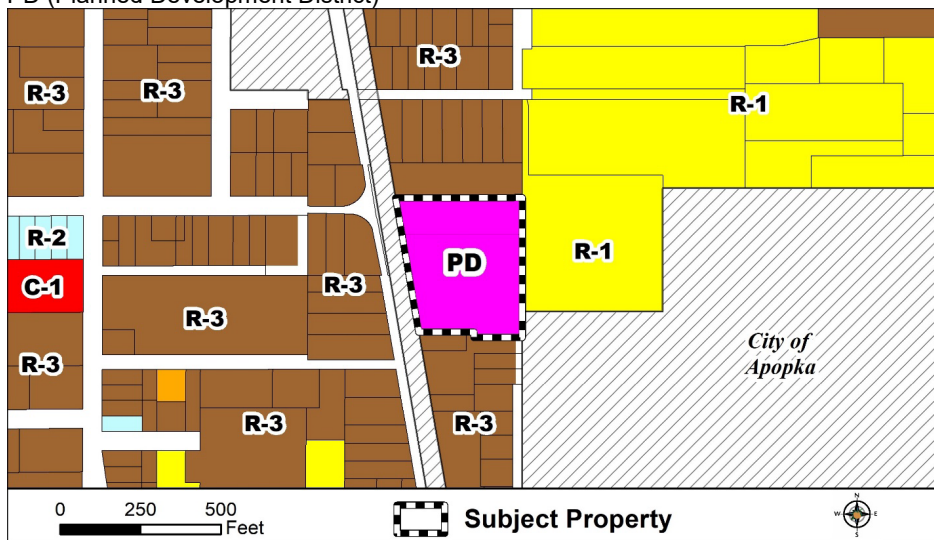 PD (Planned Development District)
R-3
R-3
R-3
R-1
R-2
PD
R-1
C-1
R-3
R-3
R-3
City of
Apopka
R-3
R-3
0 250 500
Feet
Subject Property
N
W E
S